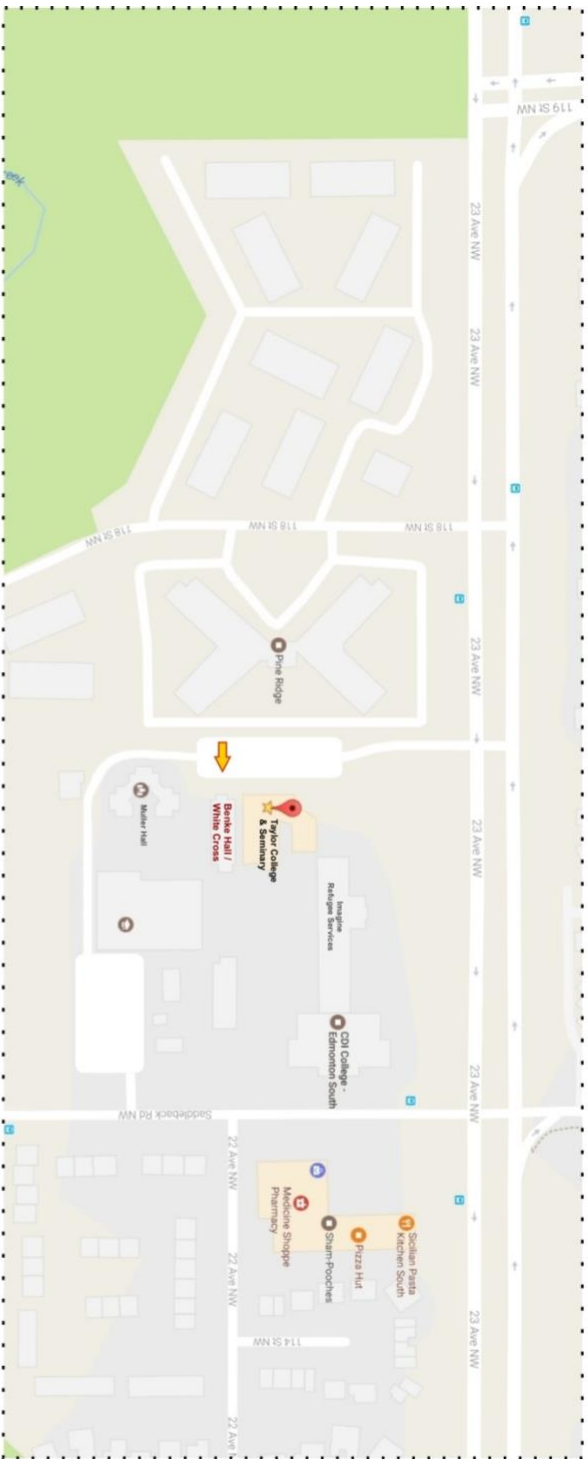 119 St NW
23 Ave NW
23 Ave NW
118 St NW
118 St NW
118 St NW
Pine Ridge
23 Ave NW
Muller Hall
Benke Hall /
White Cross
Taylor College
& Seminary
23 Ave NW
Imagine
Refugee Services
CDI College -
Edmonton South
23 Ave NW
Saddleback Rd NW
22 Ave NW
Medicine Shoppe
Pharmacy
Sham-Pooches
Pizza Hut
Sicilian Pasta
Kitchen South
22 Ave NW
114 St NW
23 Ave NW
22 Ave